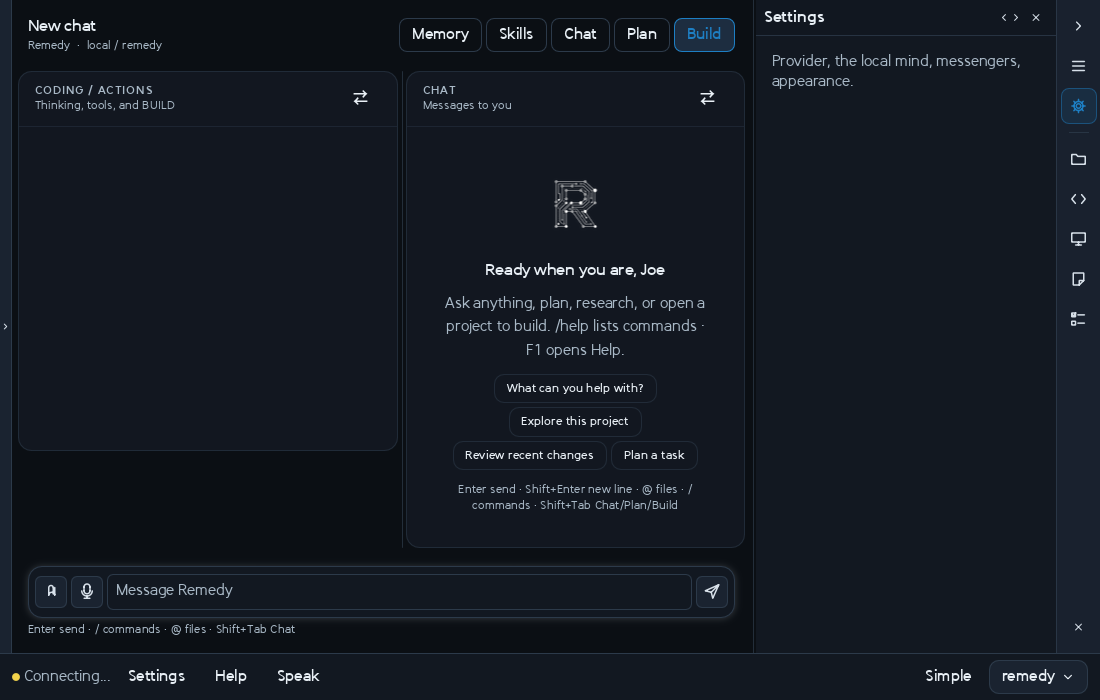 New chat
Remedy · local / remedy
Memory Skills Chat Plan Build
Settings
CODING / ACTIONS
Thinking, tools, and BUILD
CHAT
Messages to you
Provider, the local mind, messengers,
appearance.
Ready when you are, Joe
Ask anything, plan, research, or open a
project to build. /help lists commands ·
F1 opens Help.
What can you help with?
Explore this project
Review recent changes Plan a task
Enter send · Shift+Enter new line · @ files · /
commands · Shift+Tab Chat/Plan/Build
Message Remedy
Enter send · / commands · @ files · Shift+Tab Chat
Connecting... Settings Help Speak Simple remedy